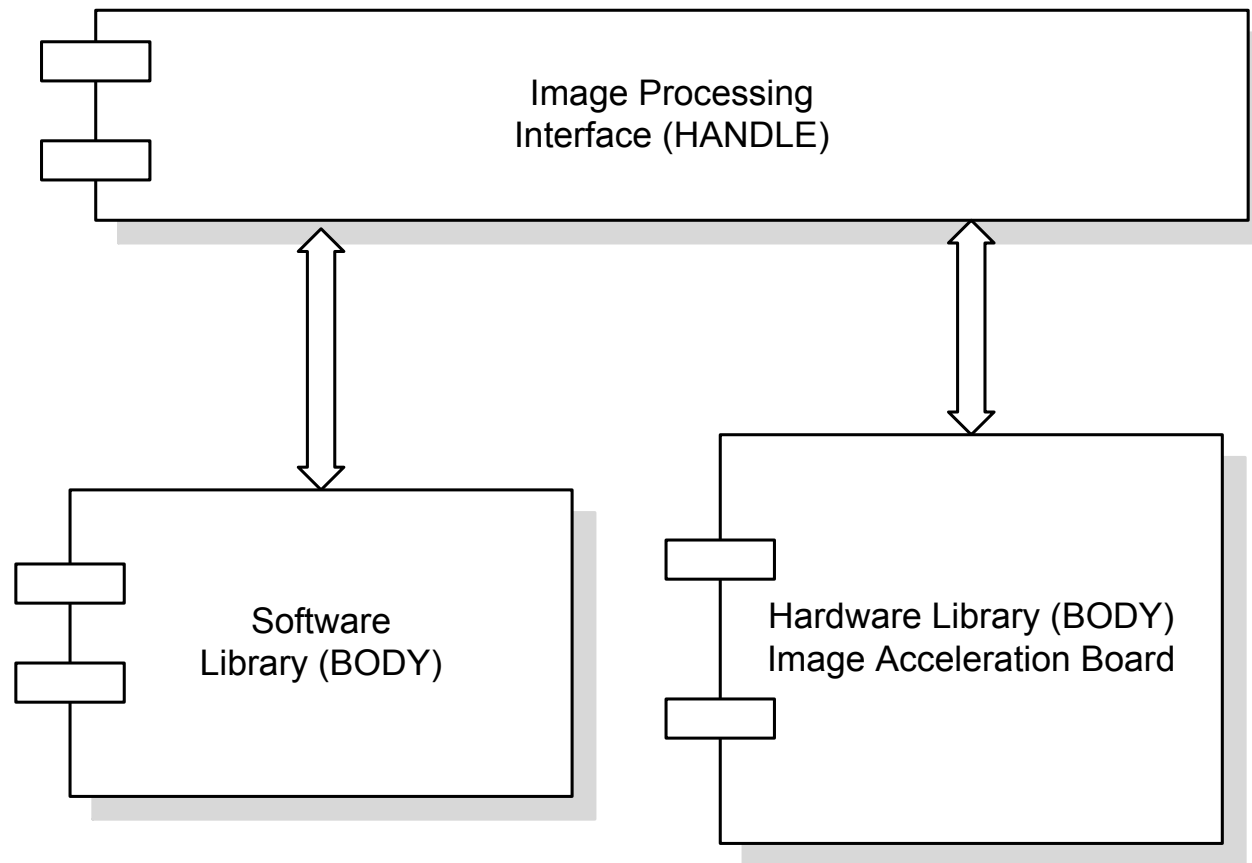 Image Processing
Interface (HANDLE)
Software
Library (BODY)
Hardware Library (BODY)
Image Acceleration Board